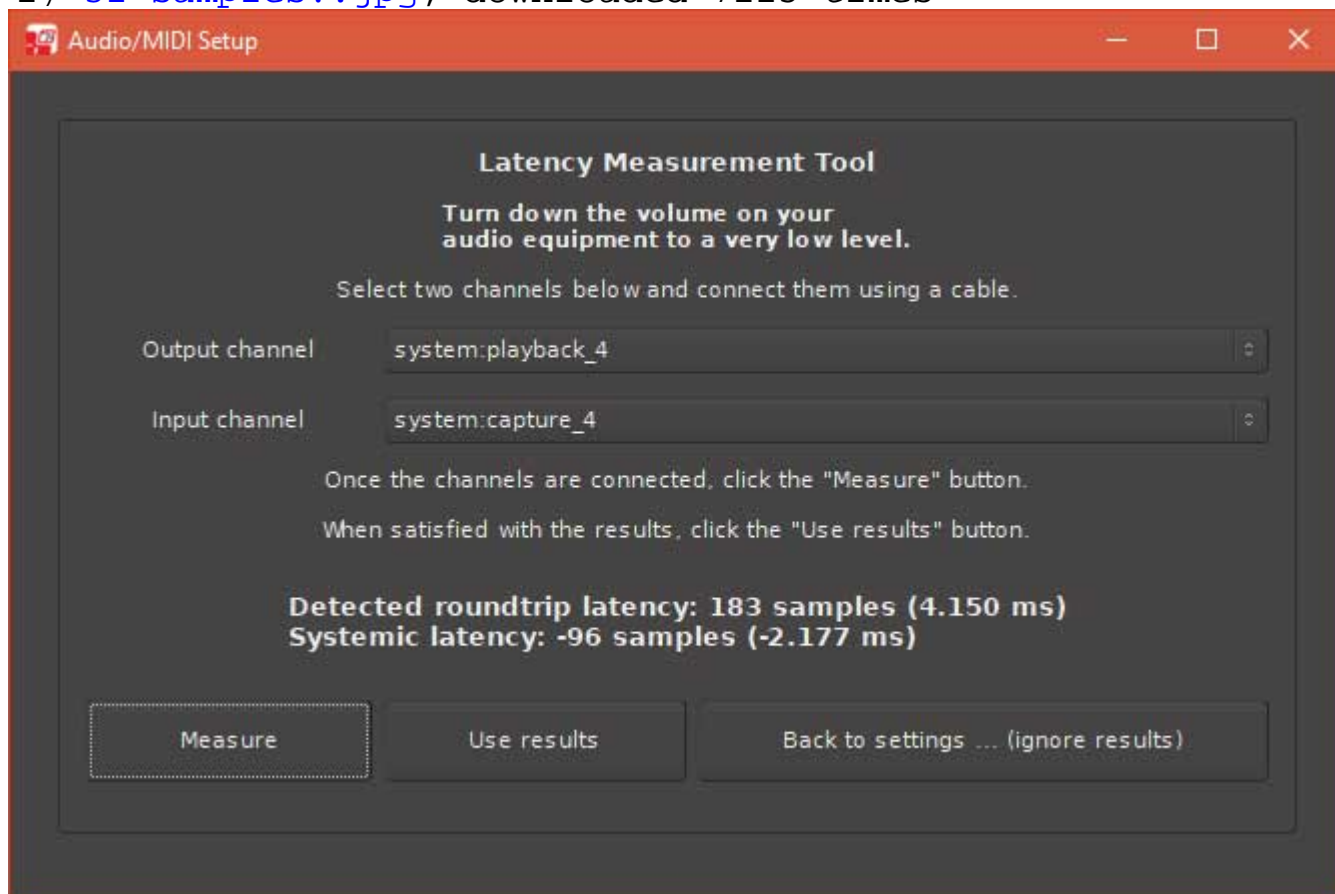 Audio/MIDI Setup
Latency Measurement Tool
Turn down the volume on your
audio equipment to a very low level.
Select two channels below and connect them using a cable.
Output channel system:playback_4
Input channel system:capture_4
Once the channels are connected, click the "Measure" button.
When satisfied with the results, click the "Use results" button.
Detected roundtrip latency: 183 samples (4.150 ms)
Systemic latency: -96 samples (-2.177 ms)
Measure Use results Back to settings ... (ignore results)